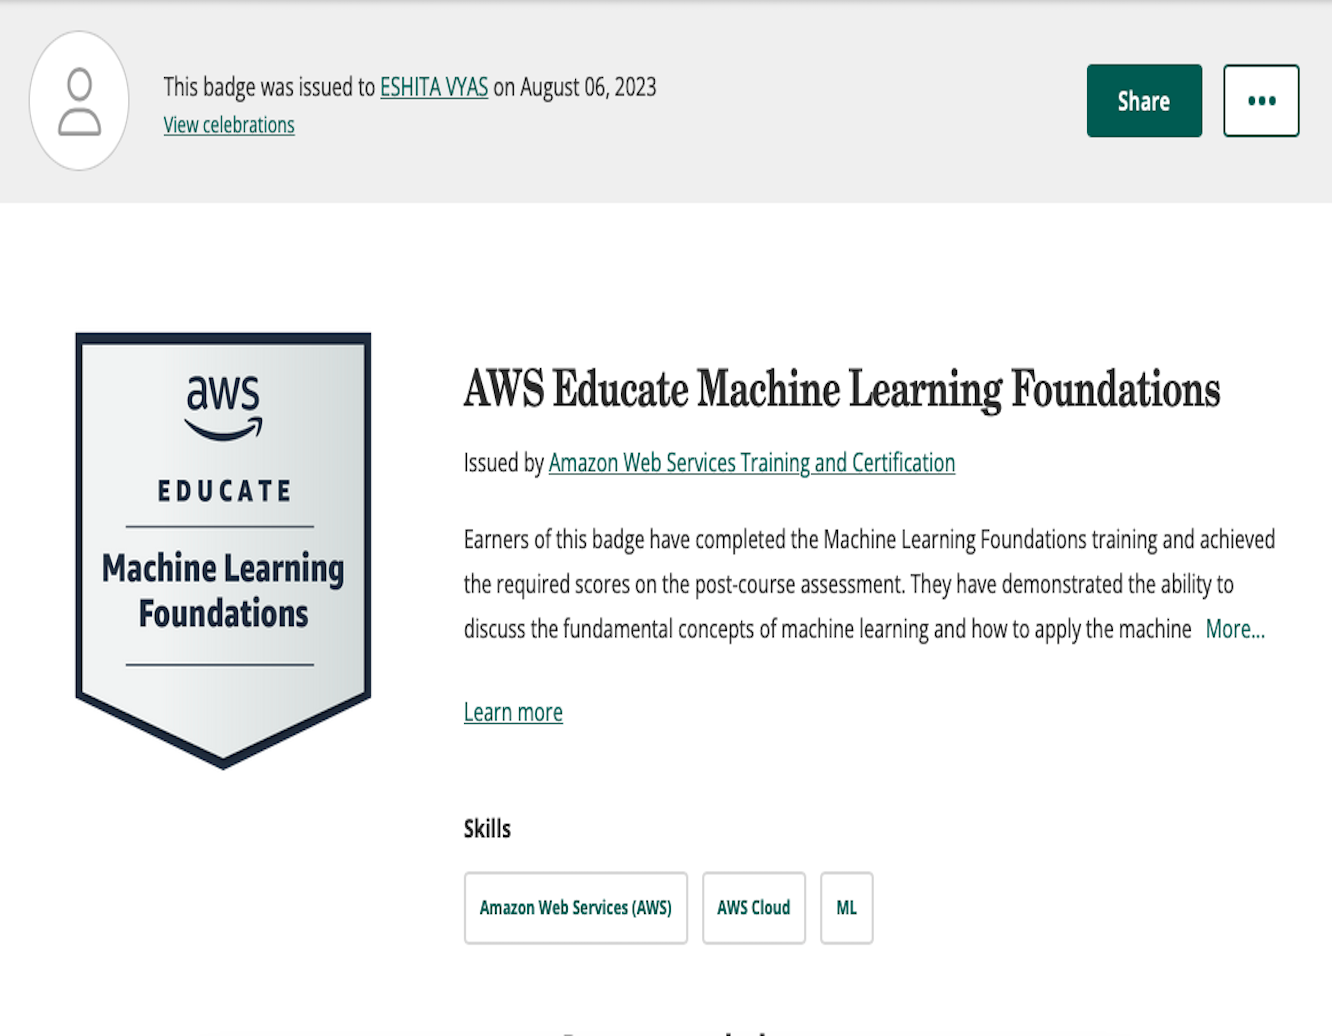 This badge was issued to ESHITA VYAS on August 06, 2023
View celebrations
Share
aws
EDUCATE
Machine Learning
Foundations
AWS Educate Machine Learning Foundations
Issued by Amazon Web Services Training and Certification
Earners of this badge have completed the Machine Learning Foundations training and achieved
the required scores on the post-course assessment. They have demonstrated the ability to
discuss the fundamental concepts of machine learning and how to apply the machine More...
Learn more
Skills
Amazon Web Services (AWS)
AWS Cloud
ML